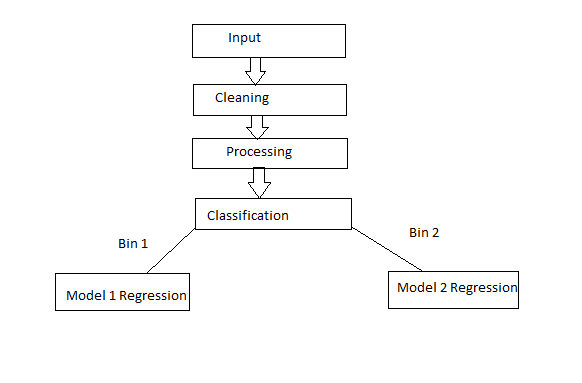 Input
Cleaning
Processing
Classification
Bin 1
Bin 2
Model 1 Regression
Model 2 Regression